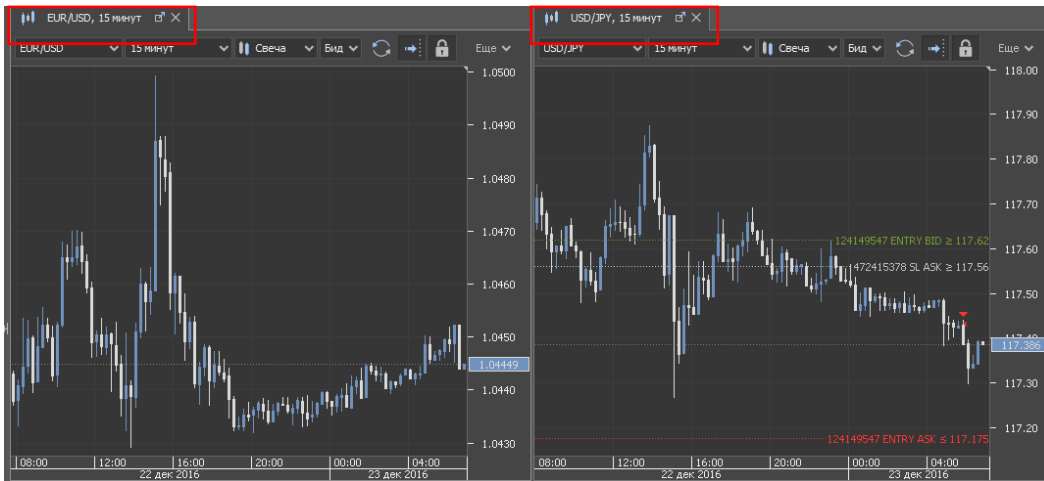 EUR/USD, 15 минут
EUR/USD 15 минут Свеча Бид Еще
1.0500
1.0490
1.0480
1.0470
1.0460
1.0450
1.04449
1.0440
1.0430
08:00 12:00 16:00 20:00 00:00 04:00
22 дек 2016 23 дек 2016
USD/JPY, 15 минут
USD/JPY 15 минут Свеча Бид Еще
118.00
117.90
117.80
117.70
124149547 ENTRY BID ≥ 117.62
117.60
472415378 SL ASK ≥ 117.56
117.50
117.40
117.386
117.30
117.20
124149547 ENTRY ASK ≤ 117.175
08:00 12:00 16:00 20:00 00:00 04:00
22 дек 2016 23 дек 2016